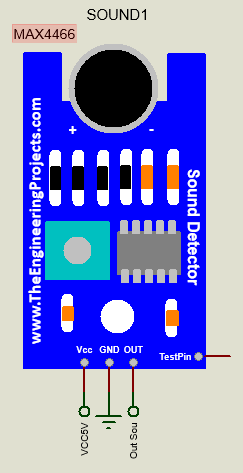 SOUND1
MAX4466
+ -
www.TheEngineeringProjects.com
Sound Detector
Vcc GND OUT
TestPin
VCC5V
Out Sou